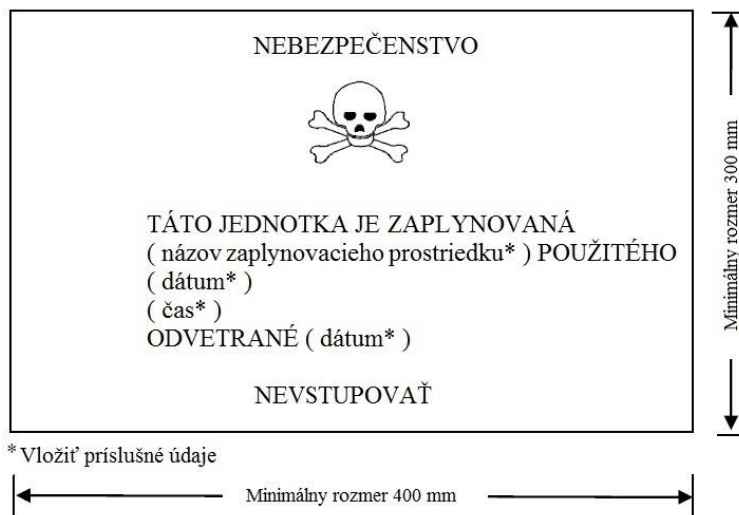 NEBEZPEČENSTVO
TÁTO JEDNOTKA JE ZAPLYNOVANÁ
( názov zaplynovacieho prostriedku* ) POUŽITÉHO
( dátum* )
( čas* )
ODVETRANÉ ( dátum* )
NEVSTUPOVAŤ
* Vložiť príslušné údaje
Minimálny rozmer 400 mm
Minimálny rozmer 300 mm